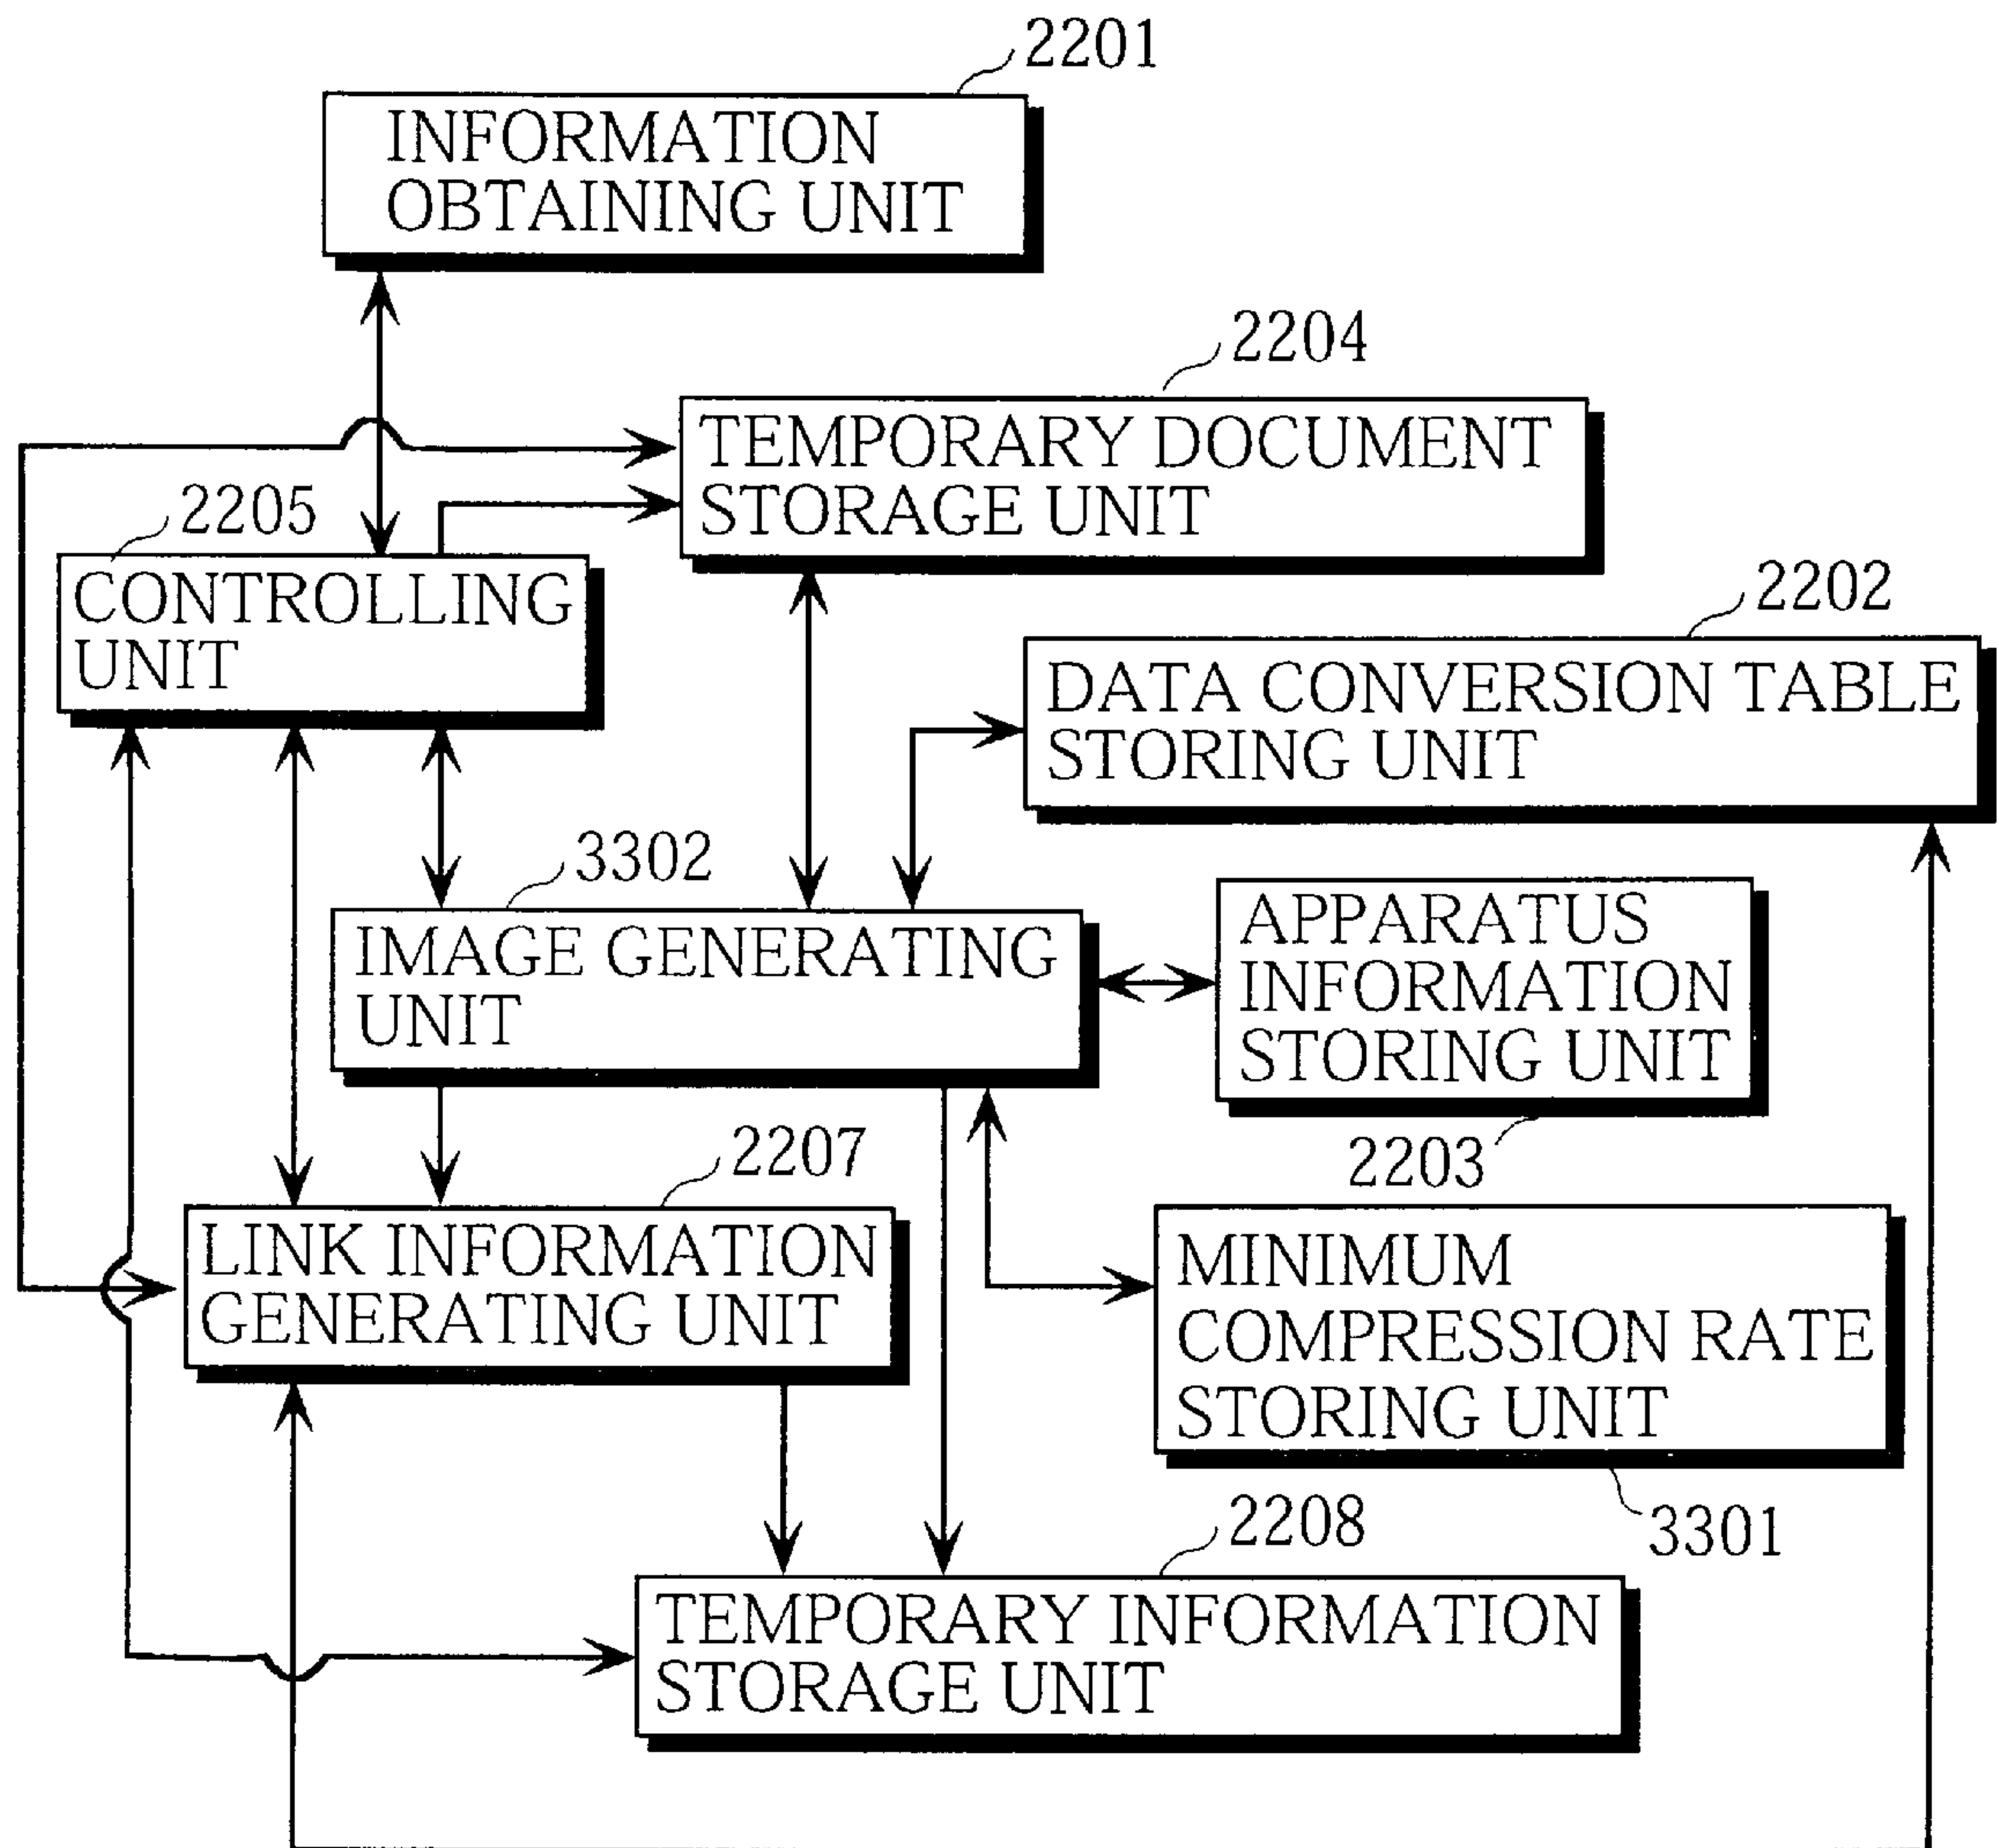 2201
INFORMATION
OBTAINING UNIT
2204
TEMPORARY DOCUMENT
STORAGE UNIT
2205
CONTROLLING
UNIT
2202
DATA CONVERSION TABLE
STORING UNIT
3302
IMAGE GENERATING
UNIT
APPARATUS
INFORMATION
STORING UNIT
2203
2207
LINK INFORMATION
GENERATING UNIT
MINIMUM
COMPRESSION RATE
STORING UNIT
3301
2208
TEMPORARY INFORMATION
STORAGE UNIT